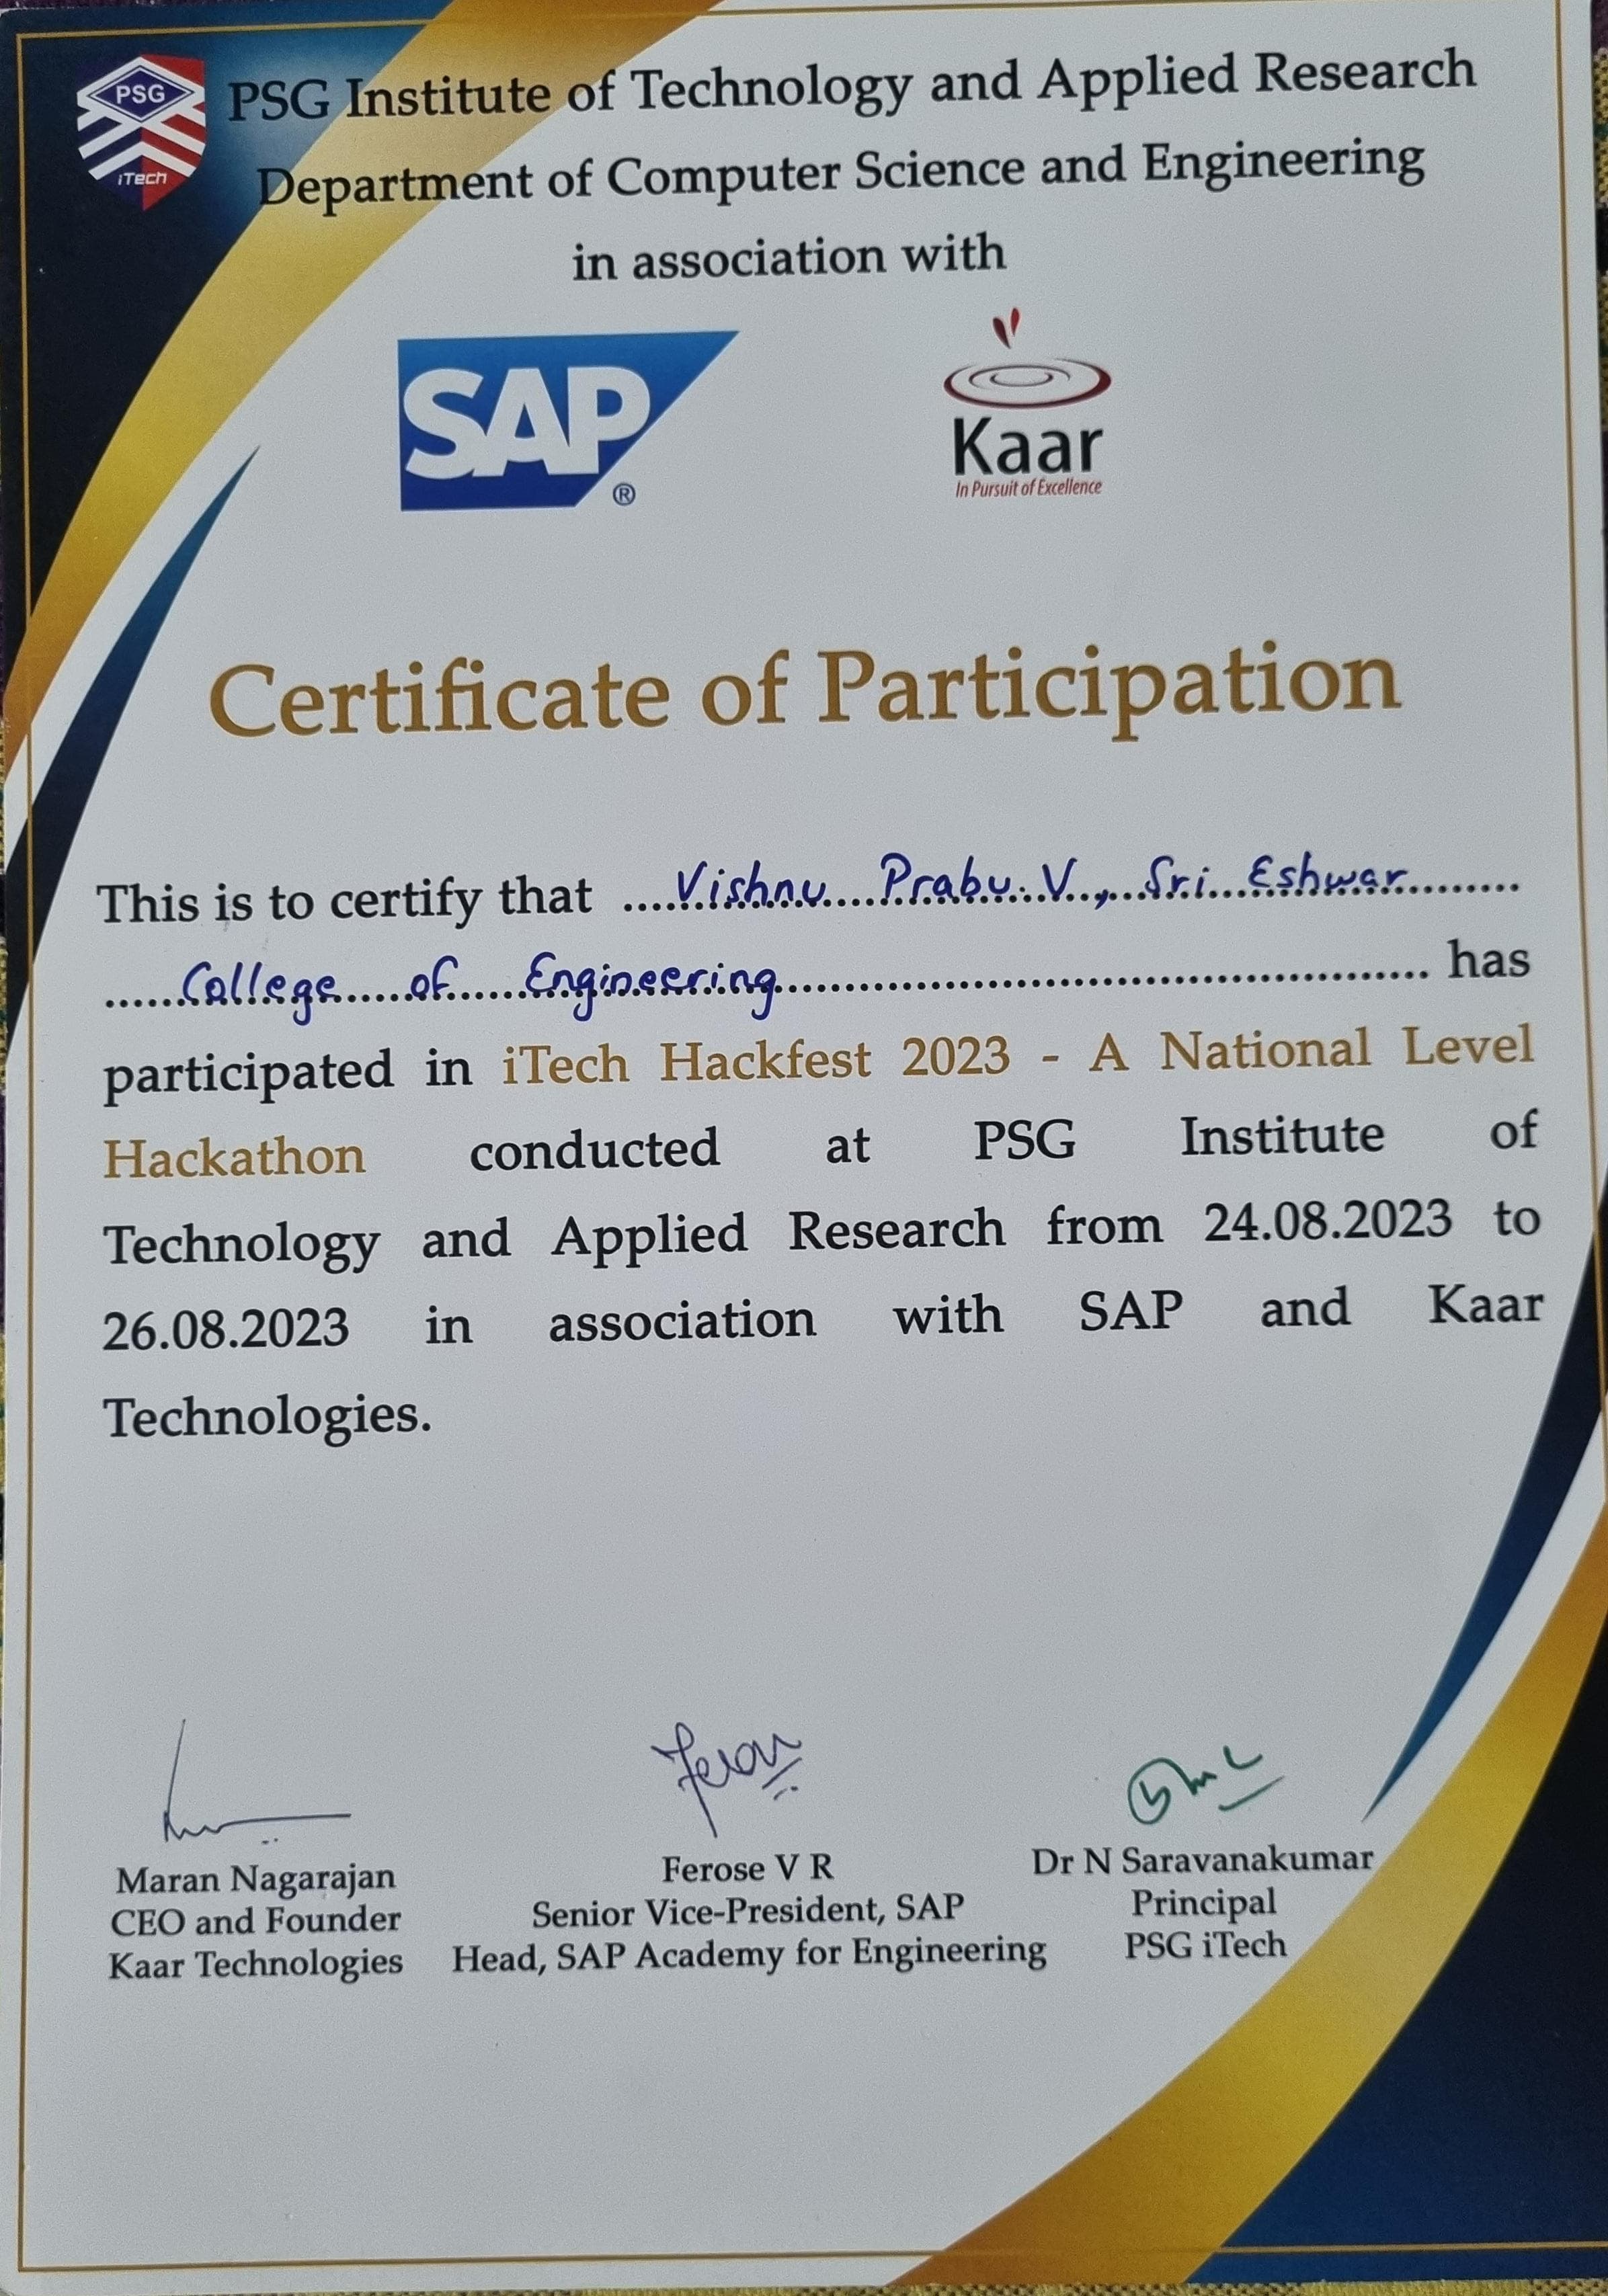 PSG
iTech
PSG Institute of Technology and Applied Research
Department of Computer Science and Engineering
in association with
SAP
®
Kaar
In Pursuit of Excellence
Certificate of Participation
This is to certify that Vishnu Prabu. V., Sri Eshwar
College of Engineering has
participated in iTech Hackfest 2023 - A National Level
Hackathon conducted at PSG Institute of
Technology and Applied Research from 24.08.2023 to
26.08.2023 in association with SAP and Kaar
Technologies.
Maran Nagarajan
CEO and Founder
Kaar Technologies
Ferose V R
Senior Vice-President, SAP
Head, SAP Academy for Engineering
Dr N Saravanakumar
Principal
PSG iTech